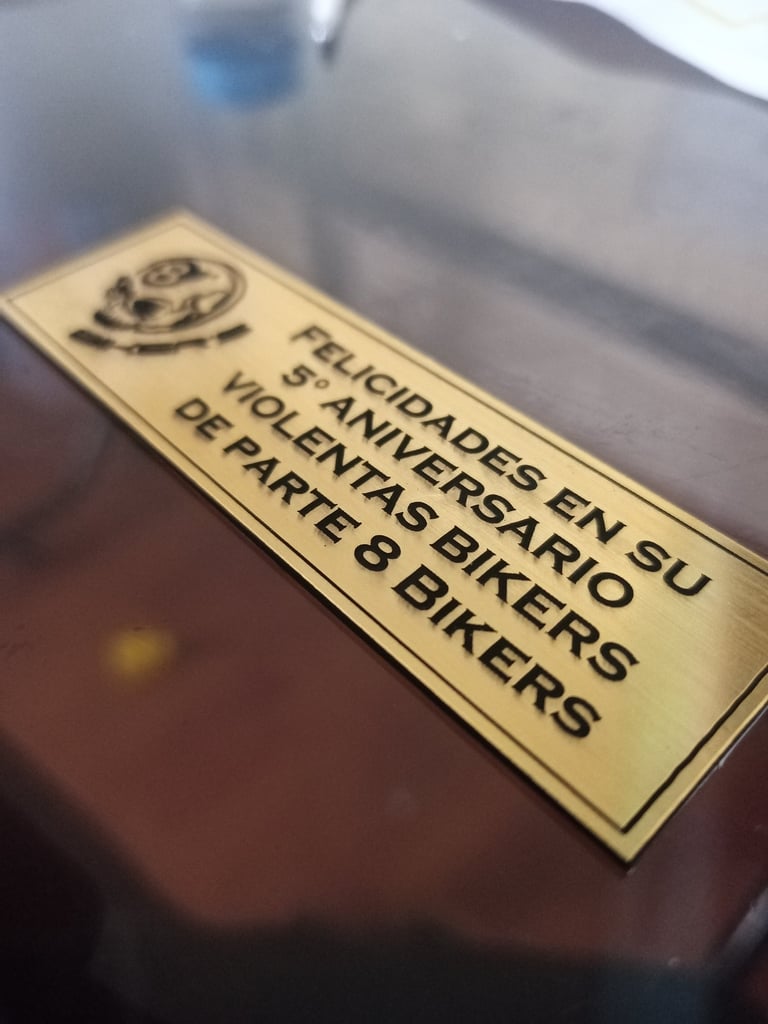 FELICIDADES EN SU
5° ANIVERSARIO
VIOLENTAS BIKERS
DE PARTE 8 BIKERS